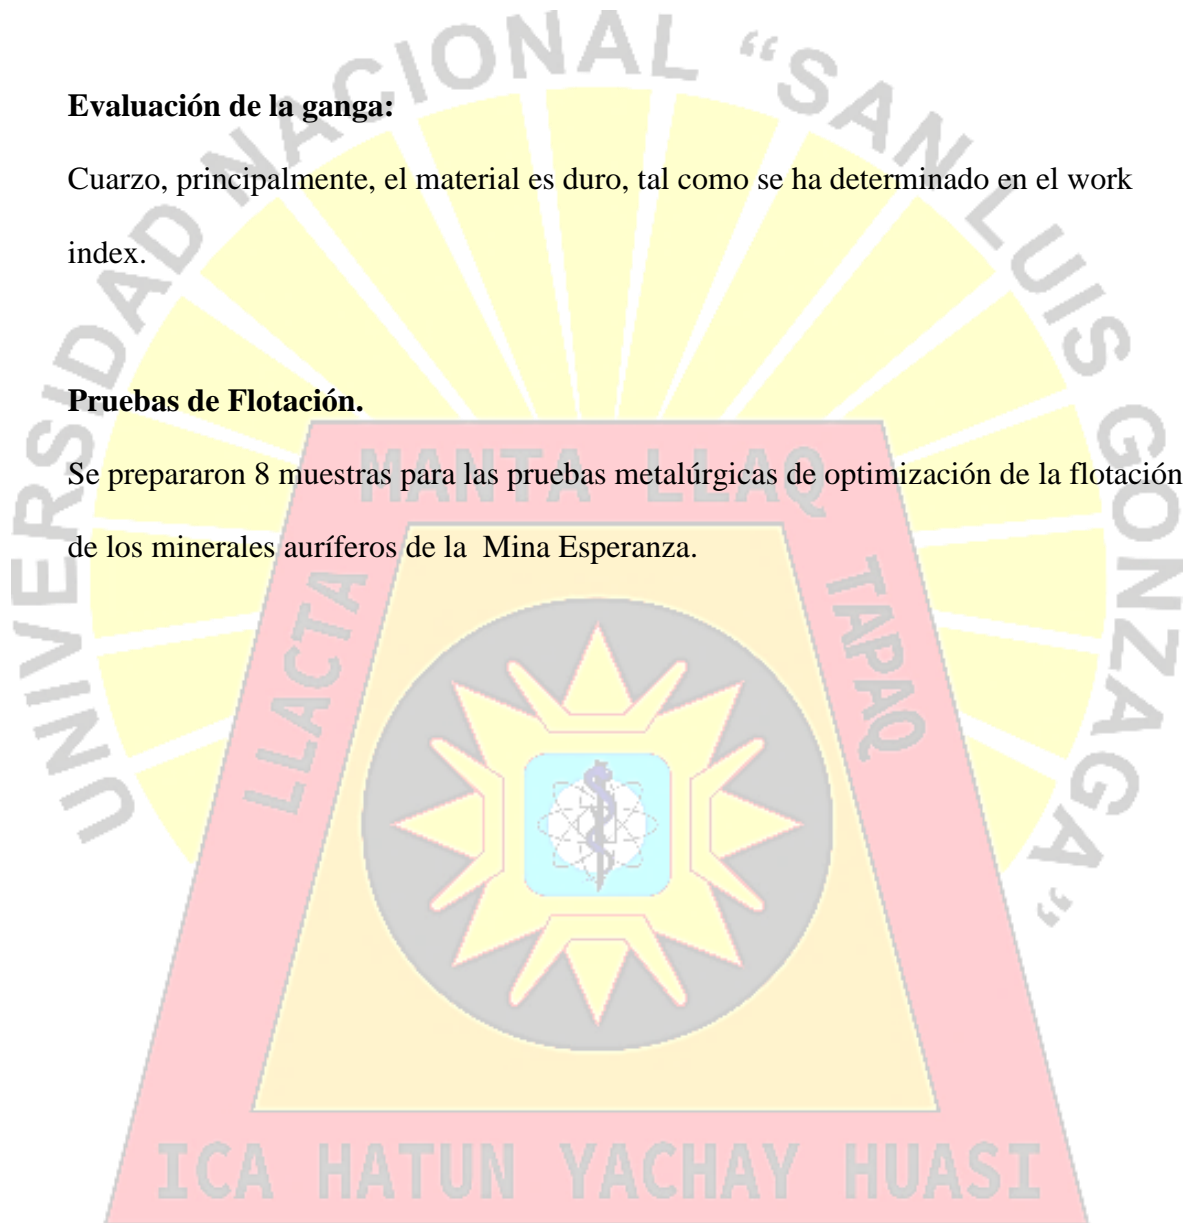 UNIVERSIDAD NACIONAL “SAN LUIS GONZAGA”
Evaluación de la ganga:
Cuarzo, principalmente, el material es duro, tal como se ha determinado en el work
index.
Pruebas de Flotación.
MANTA LLAQ
Se prepararon 8 muestras para las pruebas metalúrgicas de optimización de la flotación
de los minerales auríferos de la  Mina Esperanza.
LLACTA
TAPAQ
ICA HATUN YACHAY HUASI